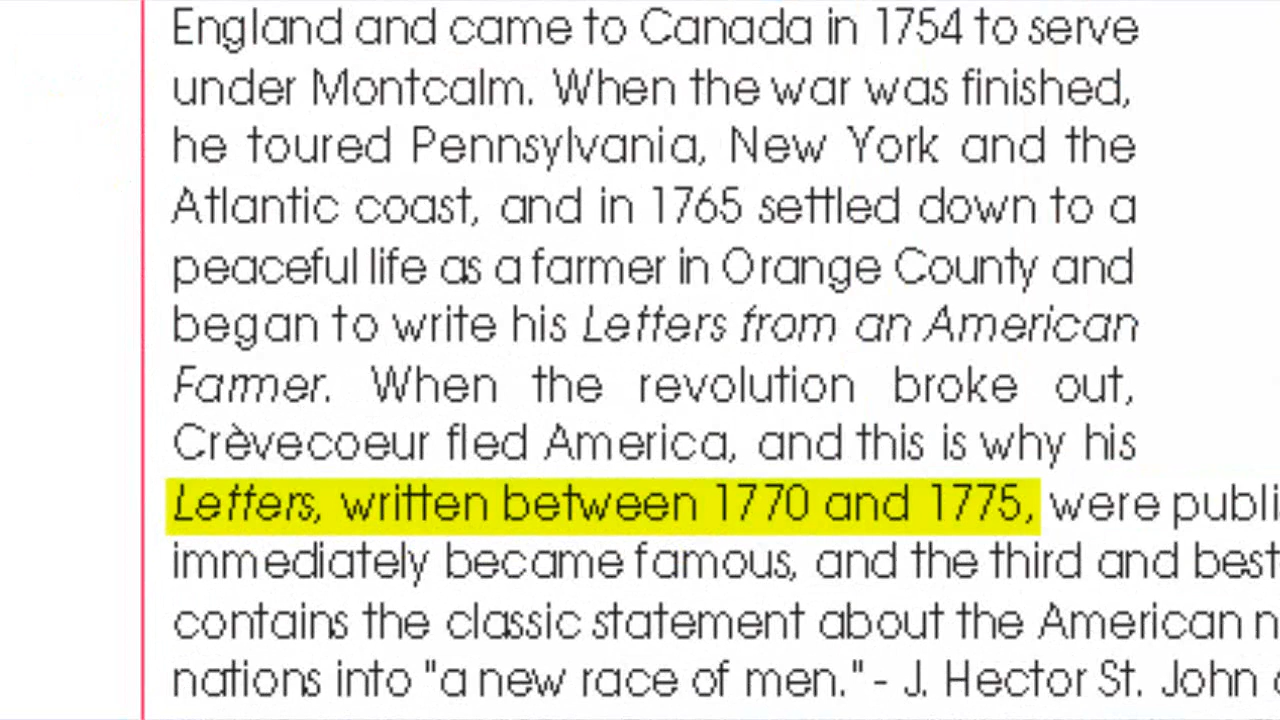 England and came to Canada in 1754 to serve
under Montcalm. When the war was finished,
he toured Pennsylvania, New York and the
Atlantic coast, and in 1765 settled down to a
peaceful life as a farmer in Orange County and
began to write his Letters from an American
Farmer. When the revolution broke out,
Crèvecoeur fled America, and this is why his
Letters, written between 1770 and 1775, were
immediately became famous, and the third and best
contains the classic statement about the American
nations into "a new race of men." - J. Hector St. John